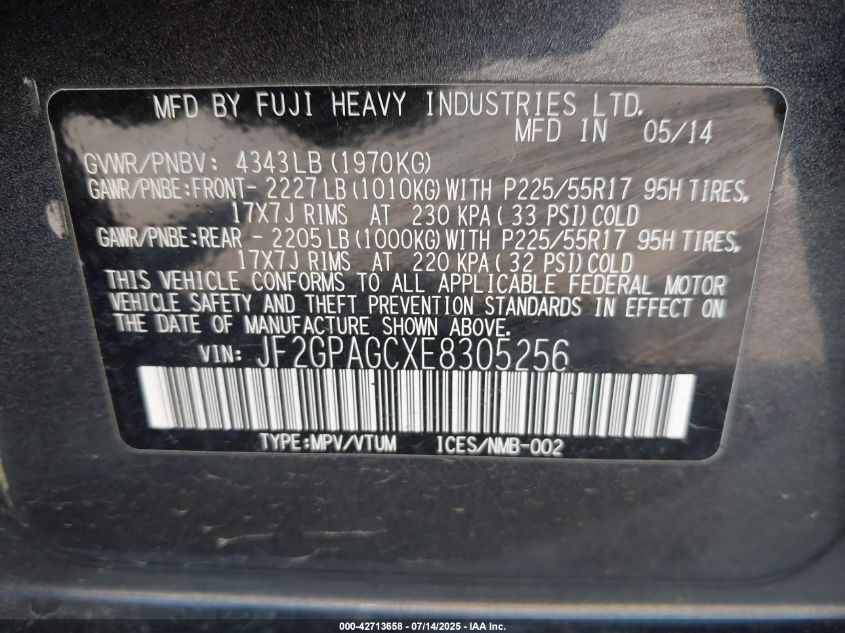 MFD BY FUJI HEAVY INDUSTRIES LTD.
MFD IN 05/14
GVWR/PNBV: 4343LB (1970KG)
GAWR/PNBE:FRONT- 2227 LB (1010KG) WITH P225/55R17 95H TIRES,
17X7J RIMS AT 230 KPA ( 33 PSI) COLD
GAWR/PNBE:REAR - 2205 LB (1000KG) WITH P225/55R17 95H TIRES,
17X7J RIMS AT 220 KPA ( 32 PSI) COLD
THIS VEHICLE CONFORMS TO ALL APPLICABLE FEDERAL MOTOR
VEHICLE SAFETY AND THEFT PREVENTION STANDARDS IN EFFECT ON
THE DATE OF MANUFACTURE SHOWN ABOVE.
VIN: JF2GPAGCXE8305256
TYPE:MPV/VTUM ICES/NMB-002
000-42713658 - 07/14/2025 - IAA Inc.